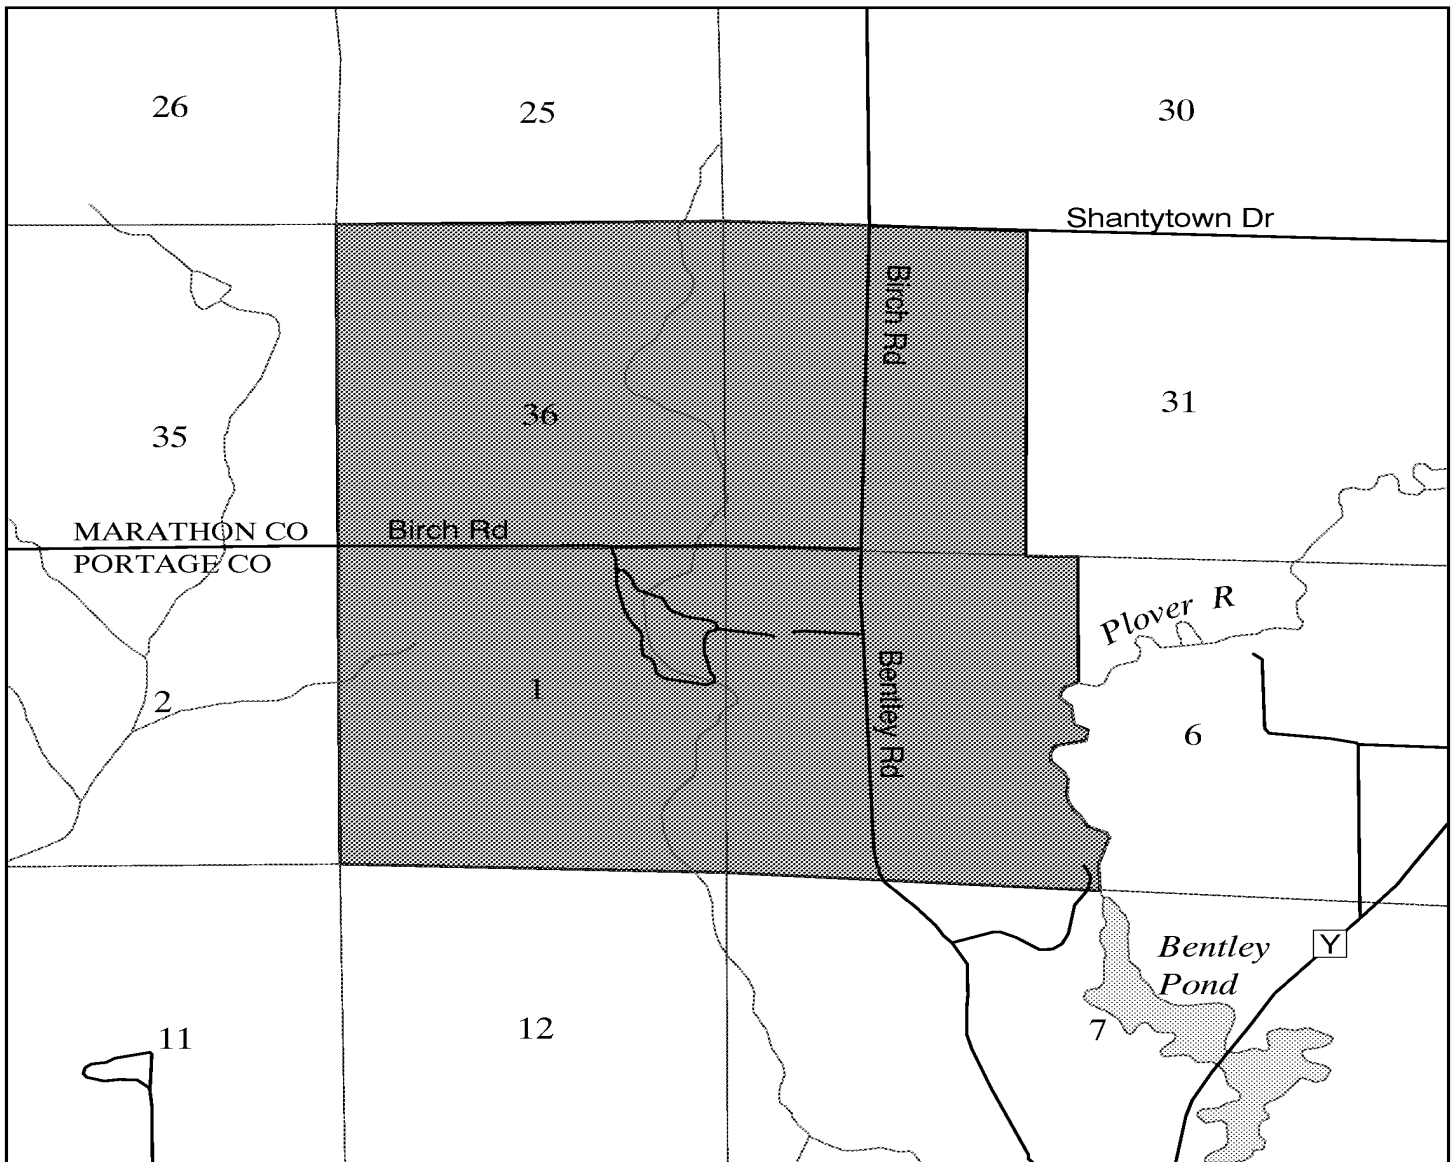 26
25
30
Shantytown Dr
Birch Rd
36
31
35
MARATHON CO
Birch Rd
PORTAGE CO
Plover R
1
2
Bentley Rd
6
Bentley
Pond
Y
11
12
7